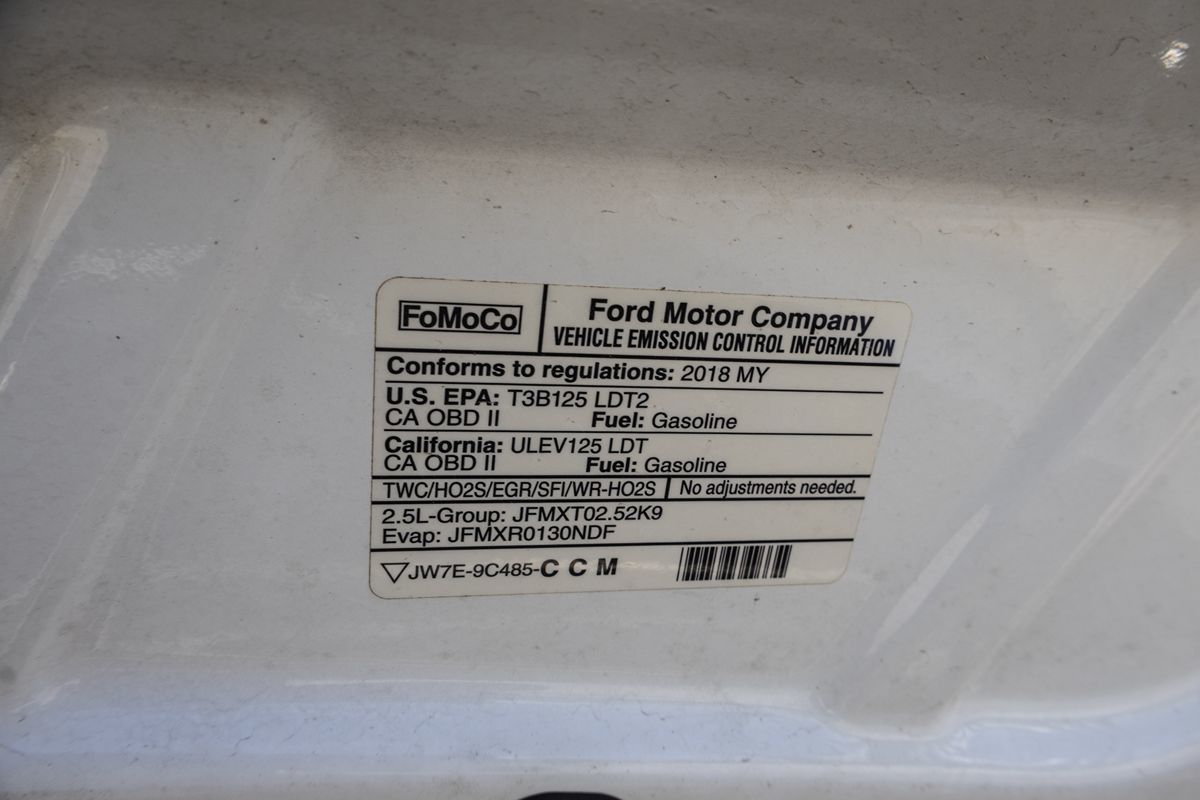 FoMoCo
Ford Motor Company
VEHICLE EMISSION CONTROL INFORMATION
Conforms to regulations: 2018 MY
U.S. EPA: T3B125 LDT2
CA OBD II Fuel: Gasoline
California: ULEV125 LDT
CA OBD II Fuel: Gasoline
TWC/HO2S/EGR/SFI/WR-HO2S No adjustments needed.
2.5L-Group: JFMXT02.52K9
Evap: JFMXR0130NDF
JW7E-9C485-C C M